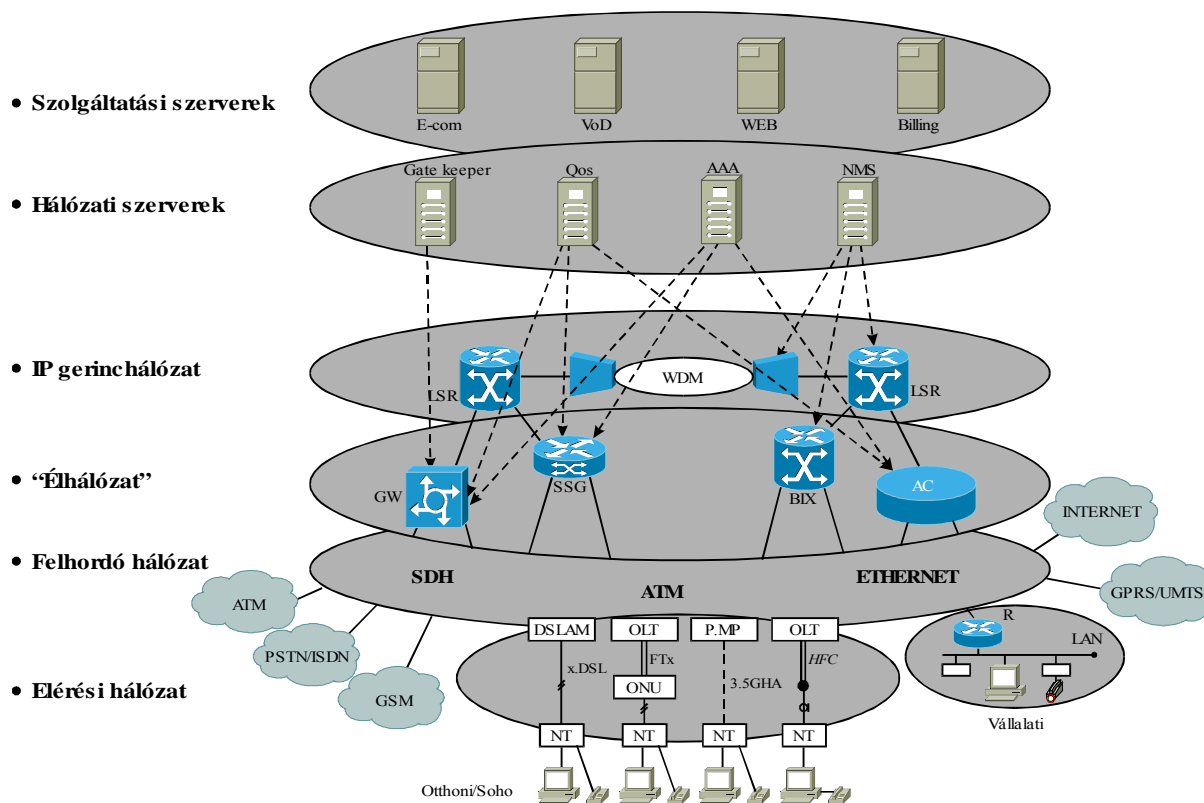 E-com VoD WEB Billing
• Szolgáltatási szerverek
Gate keeper Qos AAA NMS
• Hálózati szerverek
• IP gerinchálózat
WDM
LSR LSR
• “Élhálózat”
GW SSG BIX AC
INTERNET
• Felhordó hálózat
SDH ATM ETHERNET
GPRS/UMTS
ATM
PSTN/ISDN
GSM
R
LAN
Vállalati
DSLAM OLT P.MP OLT
x.DSL FTx 3.5GHA HFC
ONU
• Elérési hálózat
NT NT NT NT
Otthoni/Soho